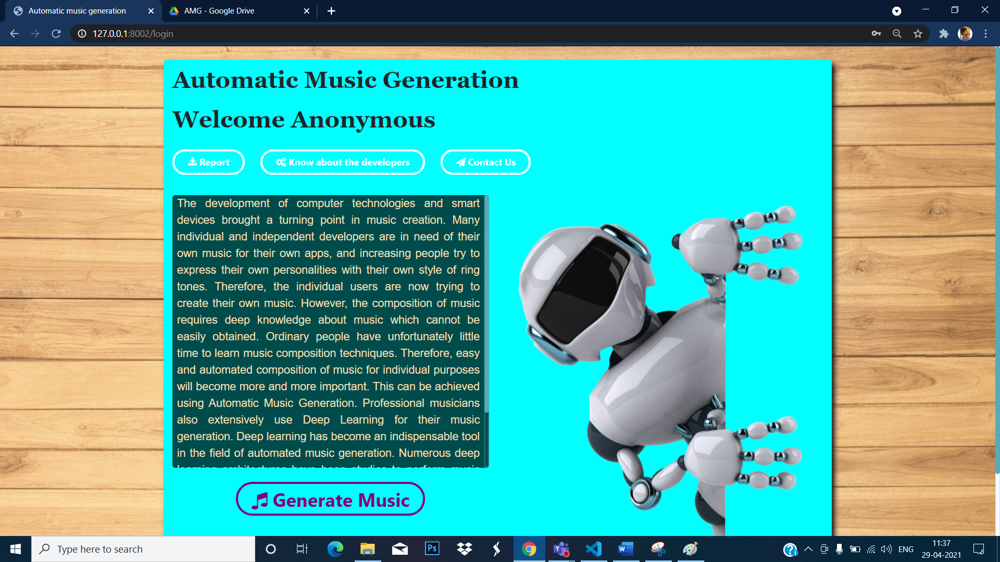 Automatic music generation
AMG - Google Drive
127.0.0.1:8002/login
Automatic Music Generation
Welcome Anonymous
Report
Know about the developers
Contact Us
The development of computer technologies and smart
devices brought a turning point in music creation. Many
individual and independent developers are in need of their
own music for their own apps, and increasing people try to
express their own personalities with their own style of ring
tones. Therefore, the individual users are now trying to
create their own music. However, the composition of music
requires deep knowledge about music which cannot be
easily obtained. Ordinary people have unfortunately little
time to learn music composition techniques. Therefore, easy
and automated composition of music for individual purposes
will become more and more important. This can be achieved
using Automatic Music Generation. Professional musicians
also extensively use Deep Learning for their music
generation. Deep learning has become an indispensable tool
in the field of automated music generation. Numerous deep
Generate Music
Type here to search
Ps
ENG
11:37
29-04-2021